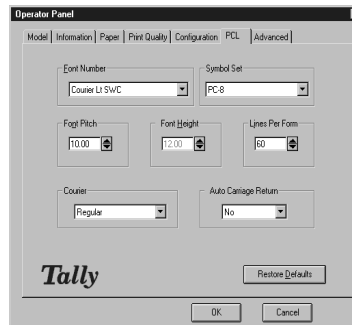 Operator Panel
Model Information Paper Print Quality Configuration PCL Advanced
Font Number Symbol Set
Courier Lt SWC PC-8
Font Pitch Font Height Lines Per Form
10.00 12.00 60
Courier Auto Carriage Return
Regular No
Tally Restore Defaults
OK Cancel